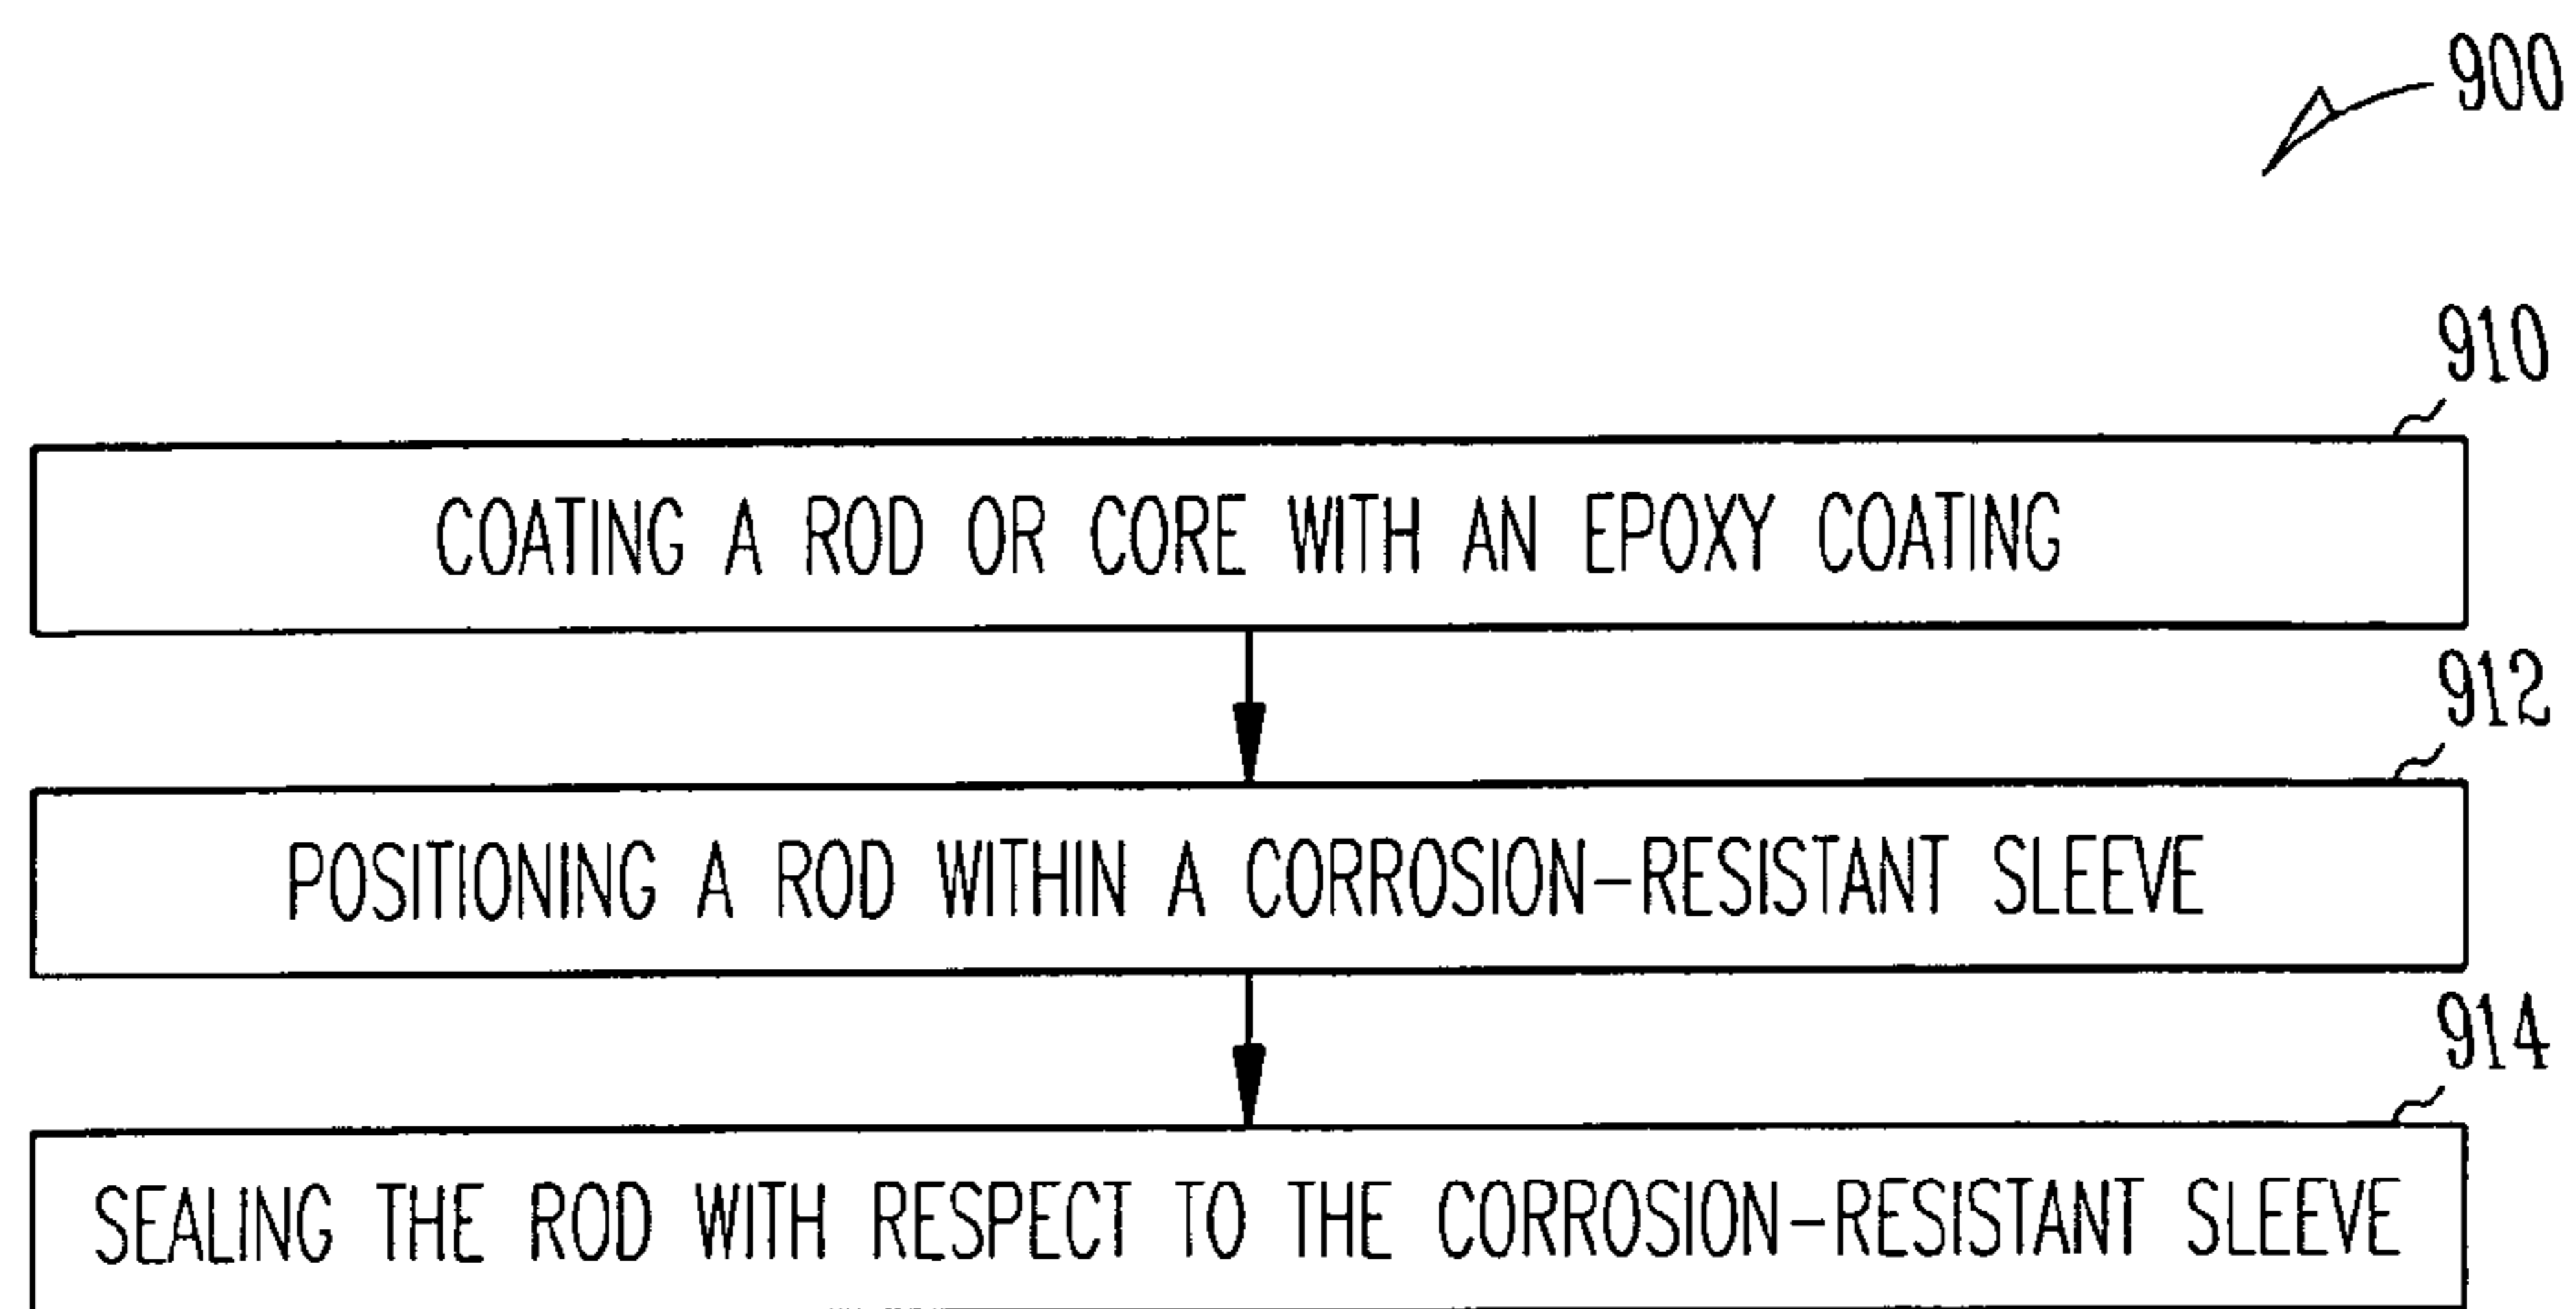 900
910
COATING A ROD OR CORE WITH AN EPOXY COATING
912
POSITIONING A ROD WITHIN A CORROSION-RESISTANT SLEEVE
914
SEALING THE ROD WITH RESPECT TO THE CORROSION-RESISTANT SLEEVE